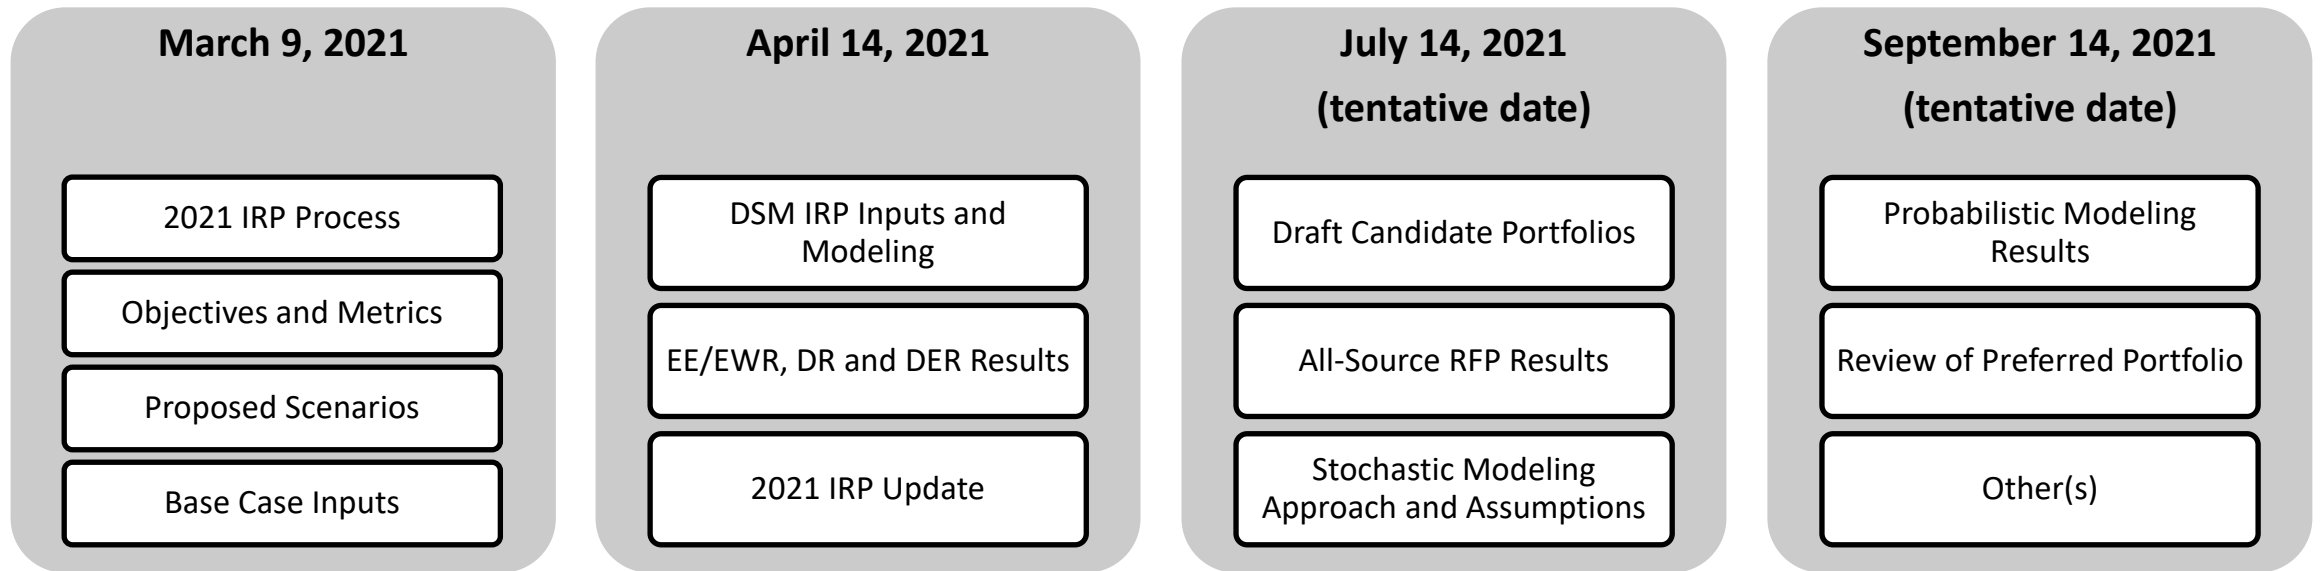 March 9, 2021
2021 IRP Process
Objectives and Metrics
Proposed Scenarios
Base Case Inputs
April 14, 2021
DSM IRP Inputs and
Modeling
EE/EWR, DR and DER Results
2021 IRP Update
July 14, 2021
(tentative date)
Draft Candidate Portfolios
All-Source RFP Results
Stochastic Modeling
Approach and Assumptions
September 14, 2021
(tentative date)
Probabilistic Modeling
Results
Review of Preferred Portfolio
Other(s)